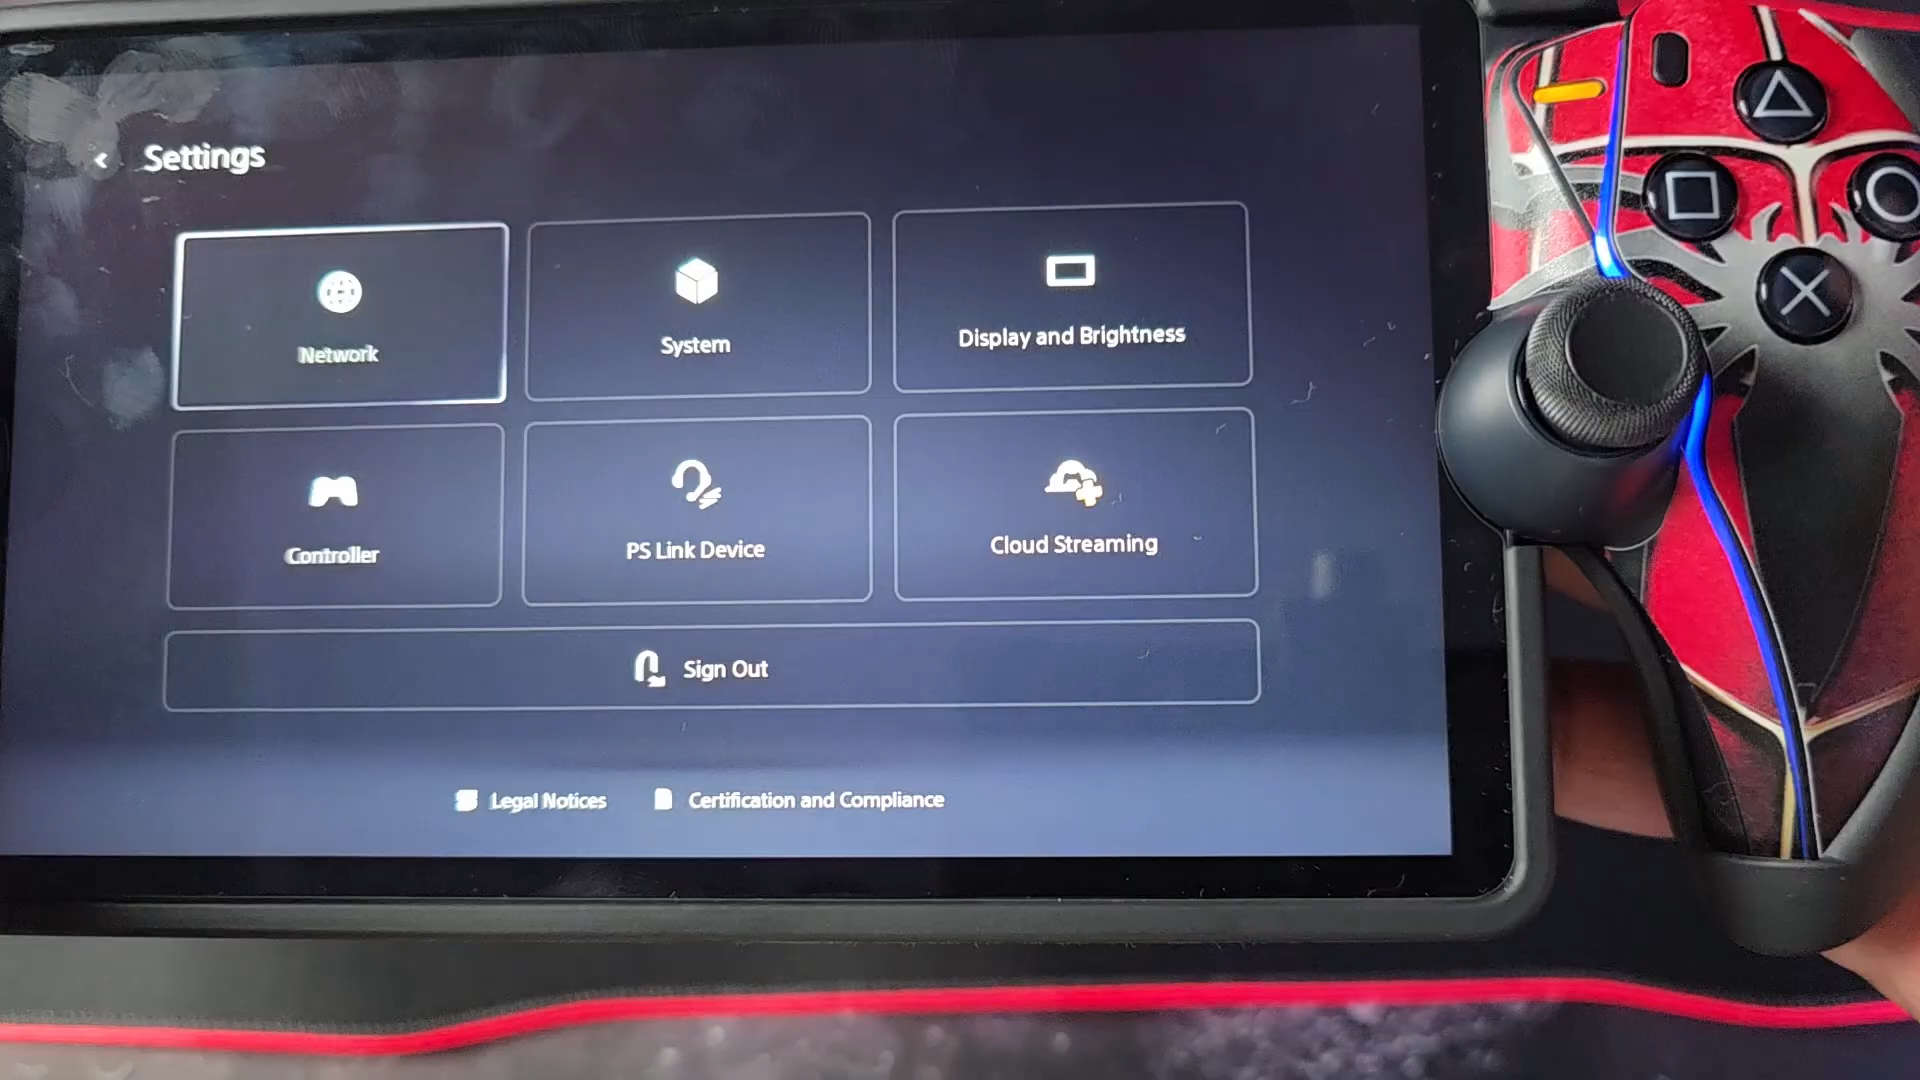 Settings
Network
System
Display and Brightness
Controller
PS Link Device
Cloud Streaming
Sign Out
Legal Notices
Certification and Compliance